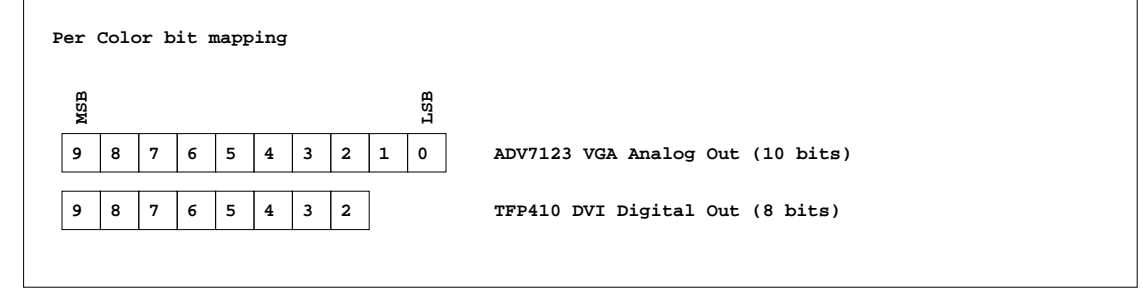 Per Color bit mapping
MSB LSB
9 8 7 6 5 4 3 2 1 0 ADV7123 VGA Analog Out (10 bits)
9 8 7 6 5 4 3 2 TFP410 DVI Digital Out (8 bits)